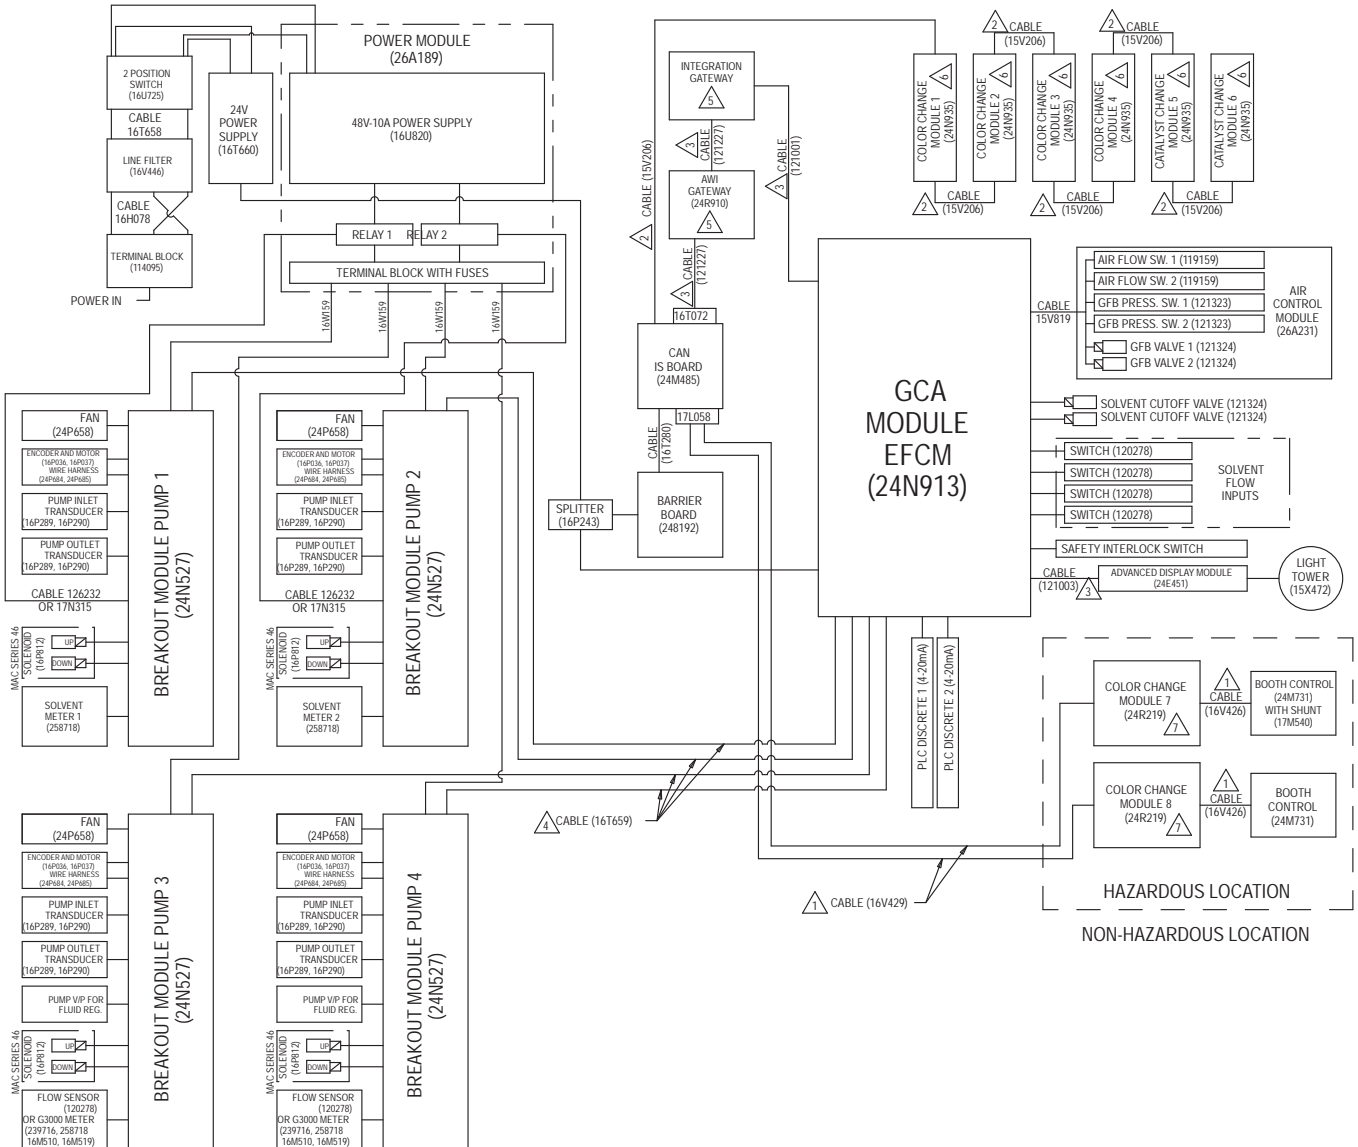 POWER MODULE
(26A189)
2 POSITION
SWITCH
(16U725)
CABLE
16T658
LINE FILTER
(16V446)
CABLE
16H078
TERMINAL BLOCK
(114095)
POWER IN
24V
POWER
SUPPLY
(16T660)
48V-10A POWER SUPPLY
(16U820)
RELAY 1
RELAY 2
TERMINAL BLOCK WITH FUSES
16W159
16W159
16W159
16W159
INTEGRATION
GATEWAY
5
3
CABLE
(121227)
AWI
GATEWAY
(24R910)
5
3
CABLE
(121227)
3
CABLE
(121001)
2
CABLE (15V206)
16T072
CAN
IS BOARD
(24M485)
17L058
CABLE
(16T280)
BARRIER
BOARD
(248192)
SPLITTER
(16P243)
2
CABLE
(15V206)
2
CABLE
(15V206)
COLOR CHANGE
MODULE 1
(24N935)
6
COLOR CHANGE
MODULE 2
(24N935)
6
COLOR CHANGE
MODULE 3
(24N935)
6
COLOR CHANGE
MODULE 4
(24N935)
6
CATALYST CHANGE
MODULE 5
(24N935)
6
CATALYST CHANGE
MODULE 6
(24N935)
6
2
CABLE
(15V206)
2
CABLE
(15V206)
2
CABLE
(15V206)
GCA
MODULE
EFCM
(24N913)
CABLE
15V819
AIR FLOW SW. 1 (119159)
AIR FLOW SW. 2 (119159)
GFB PRESS. SW. 1 (121323)
GFB PRESS. SW. 2 (121323)
GFB VALVE 1 (121324)
GFB VALVE 2 (121324)
AIR
CONTROL
MODULE
(26A231)
SOLVENT CUTOFF VALVE (121324)
SOLVENT CUTOFF VALVE (121324)
SWITCH (120278)
SWITCH (120278)
SWITCH (120278)
SWITCH (120278)
SOLVENT
FLOW
INPUTS
SAFETY INTERLOCK SWITCH
CABLE
(121003)
3
ADVANCED DISPLAY MODULE
(24E451)
LIGHT
TOWER
(15X472)
PLC DISCRETE 1 (4-20mA)
PLC DISCRETE 2 (4-20mA)
COLOR CHANGE
MODULE 7
(24R219)
7
1
CABLE
(16V426)
BOOTH CONTROL
(24M731)
WITH SHUNT
(17M540)
COLOR CHANGE
MODULE 8
(24R219)
7
1
CABLE
(16V426)
BOOTH
CONTROL
(24M731)
HAZARDOUS LOCATION
NON-HAZARDOUS LOCATION
4
CABLE (16T659)
1
CABLE (16V429)
FAN
(24P658)
ENCODER AND MOTOR
(16P036, 16P037)
WIRE HARNESS
(24P684, 24P685)
PUMP INLET
TRANSDUCER
(16P289, 16P290)
PUMP OUTLET
TRANSDUCER
(16P289, 16P290)
CABLE 126232
OR 17N315
MAC SERIES 46
SOLENOID
(16P812)
UP
DOWN
SOLVENT
METER 1
(258718)
BREAKOUT MODULE PUMP 1
(24N527)
FAN
(24P658)
ENCODER AND MOTOR
(16P036, 16P037)
WIRE HARNESS
(24P684, 24P685)
PUMP INLET
TRANSDUCER
(16P289, 16P290)
PUMP OUTLET
TRANSDUCER
(16P289, 16P290)
CABLE 126232
OR 17N315
MAC SERIES 46
SOLENOID
(16P812)
UP
DOWN
SOLVENT
METER 2
(258718)
BREAKOUT MODULE PUMP 2
(24N527)
FAN
(24P658)
ENCODER AND MOTOR
(16P036, 16P037)
WIRE HARNESS
(24P684, 24P685)
PUMP INLET
TRANSDUCER
(16P289, 16P290)
PUMP OUTLET
TRANSDUCER
(16P289, 16P290)
PUMP V/P FOR
FLUID REG.
MAC SERIES 46
SOLENOID
(16P812)
UP
DOWN
FLOW SENSOR
(120278)
OR G3000 METER
(239716, 258718
16M510, 16M519)
BREAKOUT MODULE PUMP 3
(24N527)
FAN
(24P658)
ENCODER AND MOTOR
(16P036, 16P037)
WIRE HARNESS
(24P684, 24P685)
PUMP INLET
TRANSDUCER
(16P289, 16P290)
PUMP OUTLET
TRANSDUCER
(16P289, 16P290)
PUMP V/P FOR
FLUID REG.
MAC SERIES 46
SOLENOID
(16P812)
UP
DOWN
FLOW SENSOR
(120278)
OR G3000 METER
(239716, 258718
16M510, 16M519)
BREAKOUT MODULE PUMP 4
(24N527)